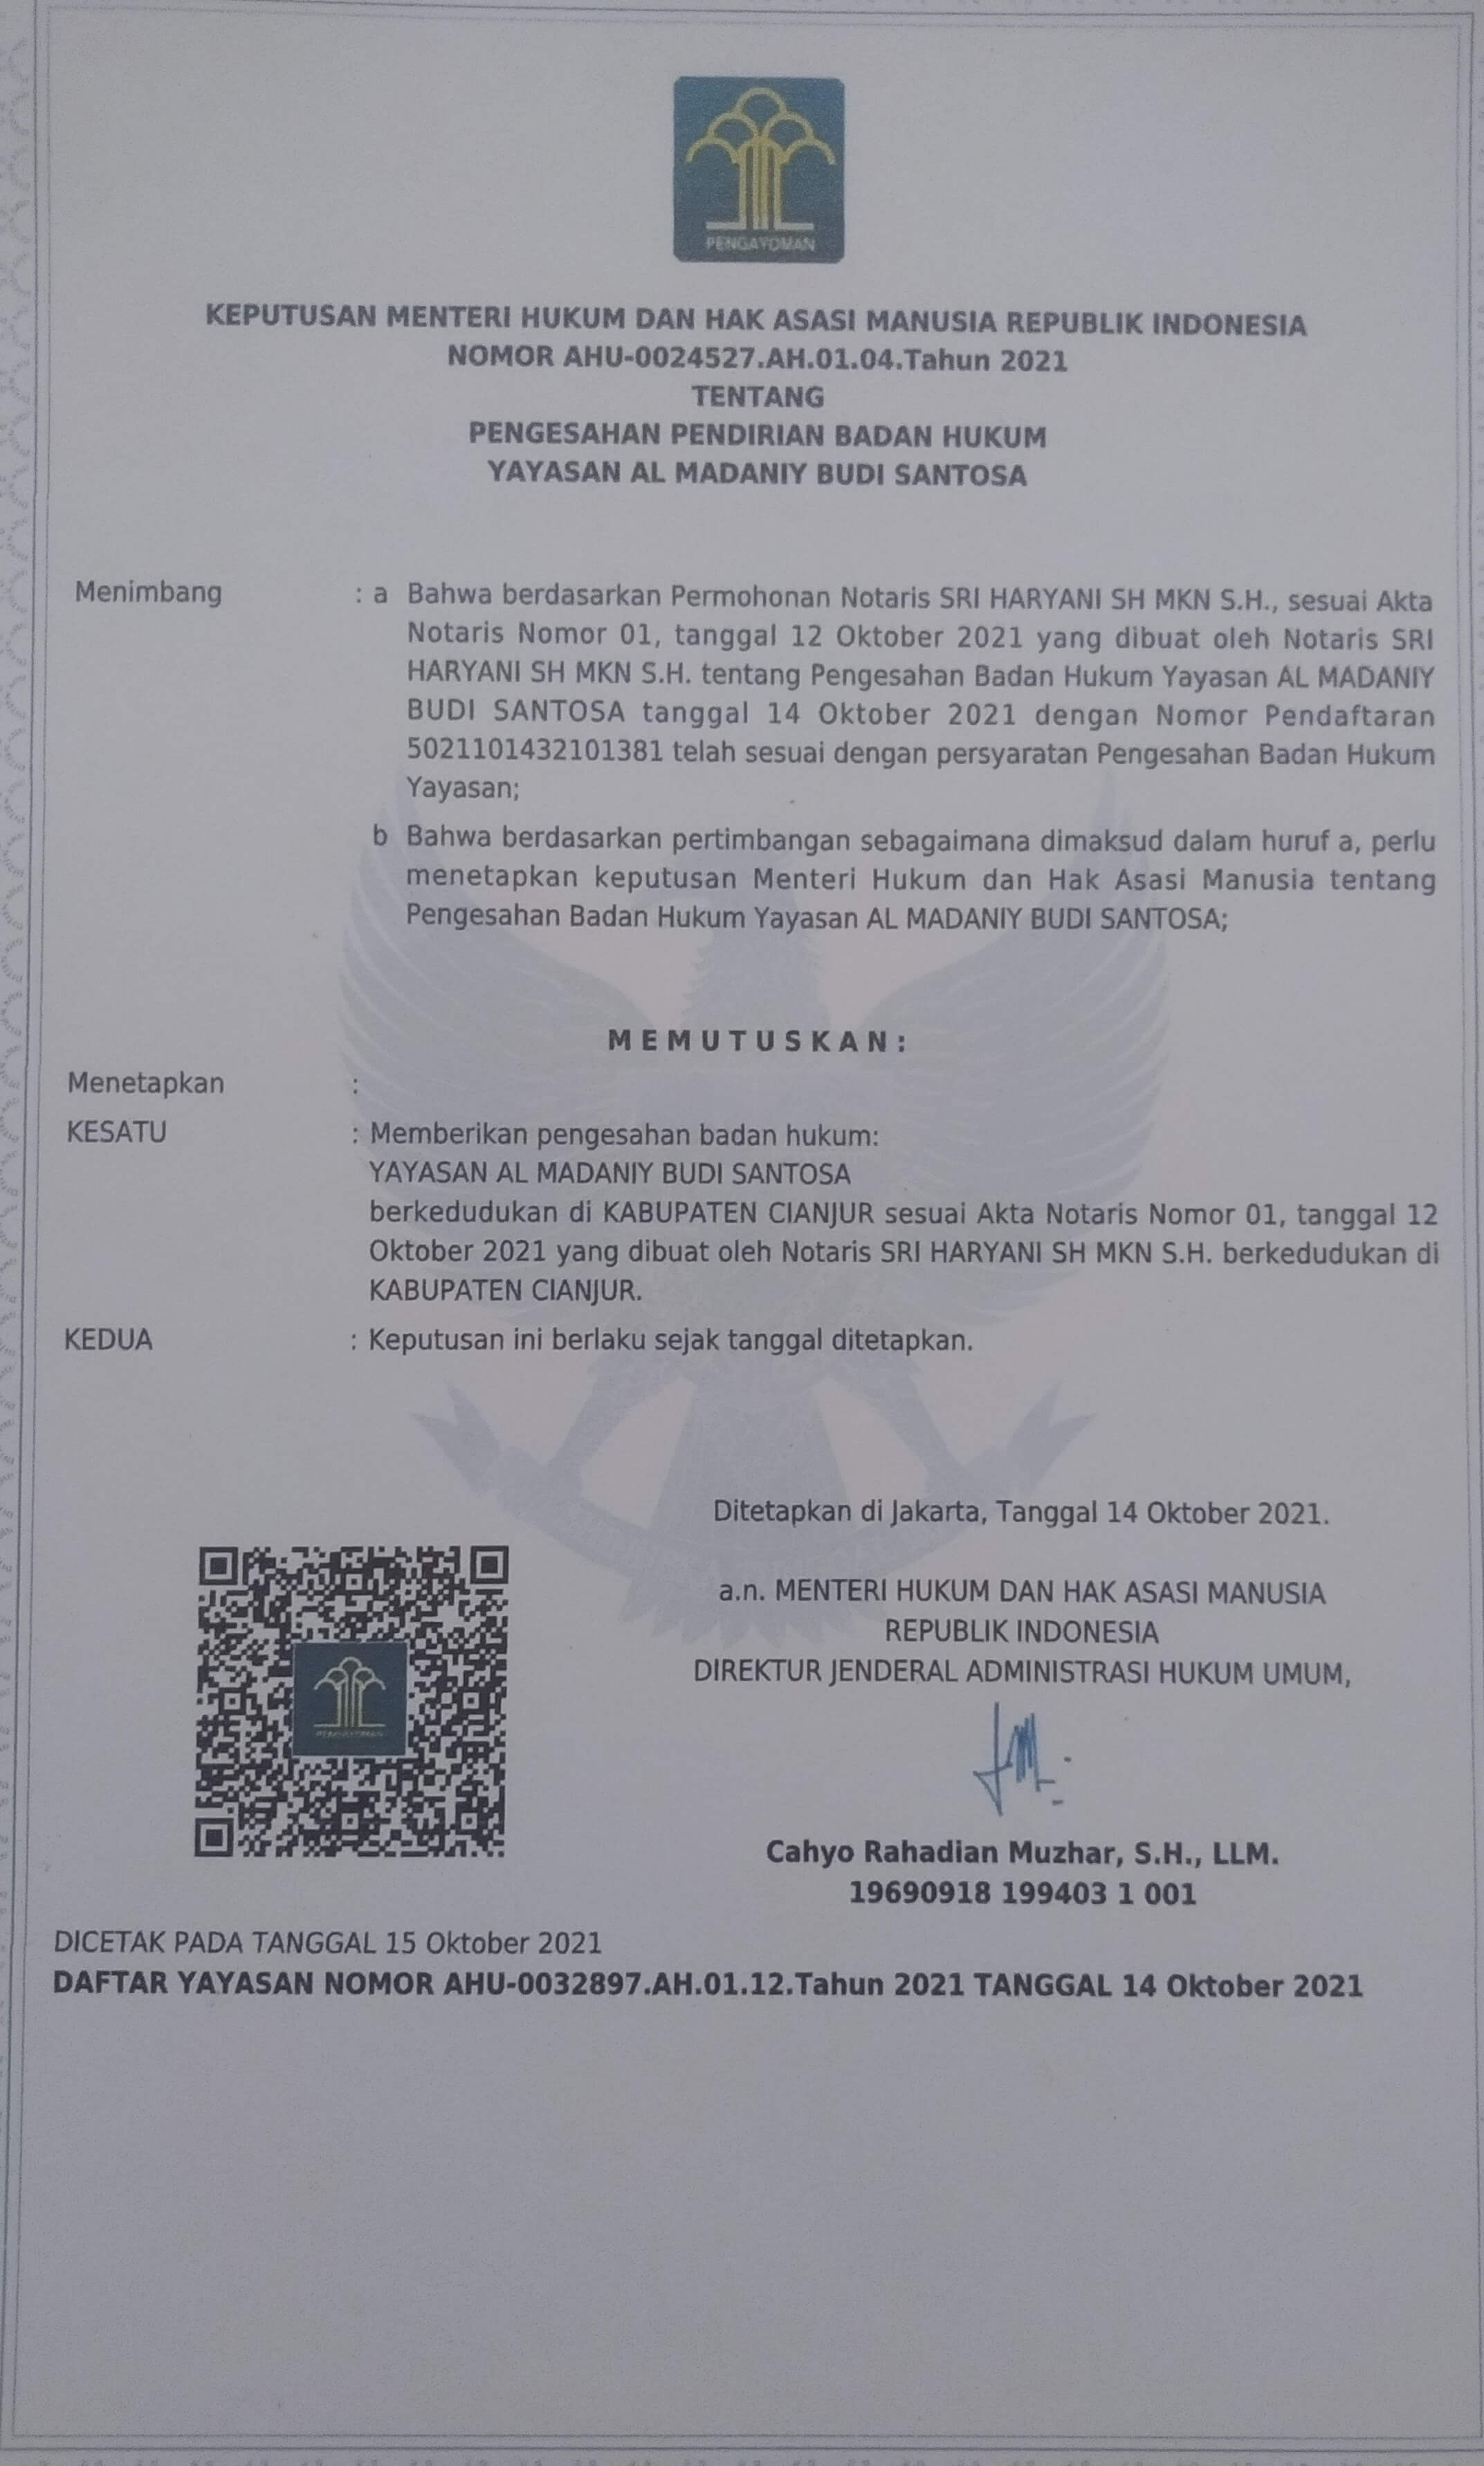 PENGAYOMAN
KEPUTUSAN MENTERI HUKUM DAN HAK ASASI MANUSIA REPUBLIK INDONESIA
NOMOR AHU-0024527.AH.01.04.Tahun 2021
TENTANG
PENGESAHAN PENDIRIAN BADAN HUKUM
YAYASAN AL MADANIY BUDI SANTOSA
Menimbang : a Bahwa berdasarkan Permohonan Notaris SRI HARYANI SH MKN S.H., sesuai Akta
Notaris Nomor 01, tanggal 12 Oktober 2021 yang dibuat oleh Notaris SRI
HARYANI SH MKN S.H. tentang Pengesahan Badan Hukum Yayasan AL MADANIY
BUDI SANTOSA tanggal 14 Oktober 2021 dengan Nomor Pendaftaran
5021101432101381 telah sesuai dengan persyaratan Pengesahan Badan Hukum
Yayasan;
b Bahwa berdasarkan pertimbangan sebagaimana dimaksud dalam huruf a, perlu
menetapkan keputusan Menteri Hukum dan Hak Asasi Manusia tentang
Pengesahan Badan Hukum Yayasan AL MADANIY BUDI SANTOSA;
M E M U T U S K A N :
Menetapkan :
KESATU : Memberikan pengesahan badan hukum:
YAYASAN AL MADANIY BUDI SANTOSA
berkedudukan di KABUPATEN CIANJUR sesuai Akta Notaris Nomor 01, tanggal 12
Oktober 2021 yang dibuat oleh Notaris SRI HARYANI SH MKN S.H. berkedudukan di
KABUPATEN CIANJUR.
KEDUA : Keputusan ini berlaku sejak tanggal ditetapkan.
Ditetapkan di Jakarta, Tanggal 14 Oktober 2021.
a.n. MENTERI HUKUM DAN HAK ASASI MANUSIA
REPUBLIK INDONESIA
DIREKTUR JENDERAL ADMINISTRASI HUKUM UMUM,
PENGAYOMAN
Cahyo Rahadian Muzhar, S.H., LLM.
19690918 199403 1 001
DICETAK PADA TANGGAL 15 Oktober 2021
DAFTAR YAYASAN NOMOR AHU-0032897.AH.01.12.Tahun 2021 TANGGAL 14 Oktober 2021